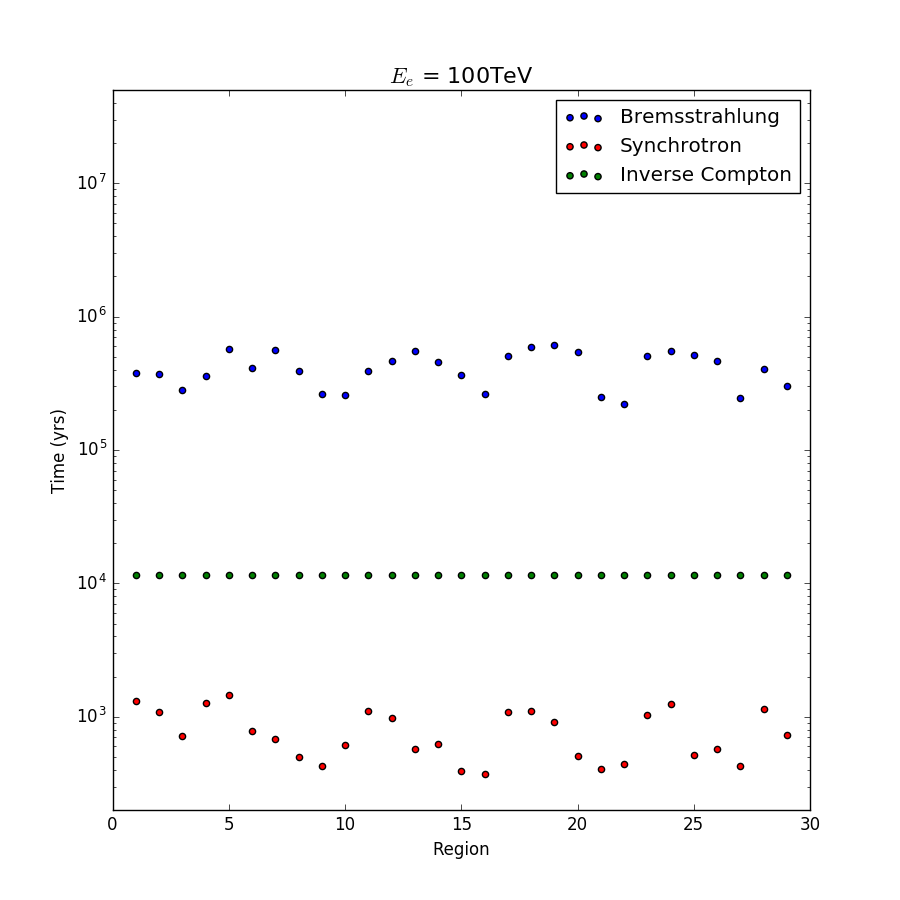 E_e = 100TeV
Bremsstrahlung
Synchrotron
Inverse Compton
10^7
10^6
10^5
10^4
10^3
Time (yrs)
0 5 10 15 20 25 30
Region